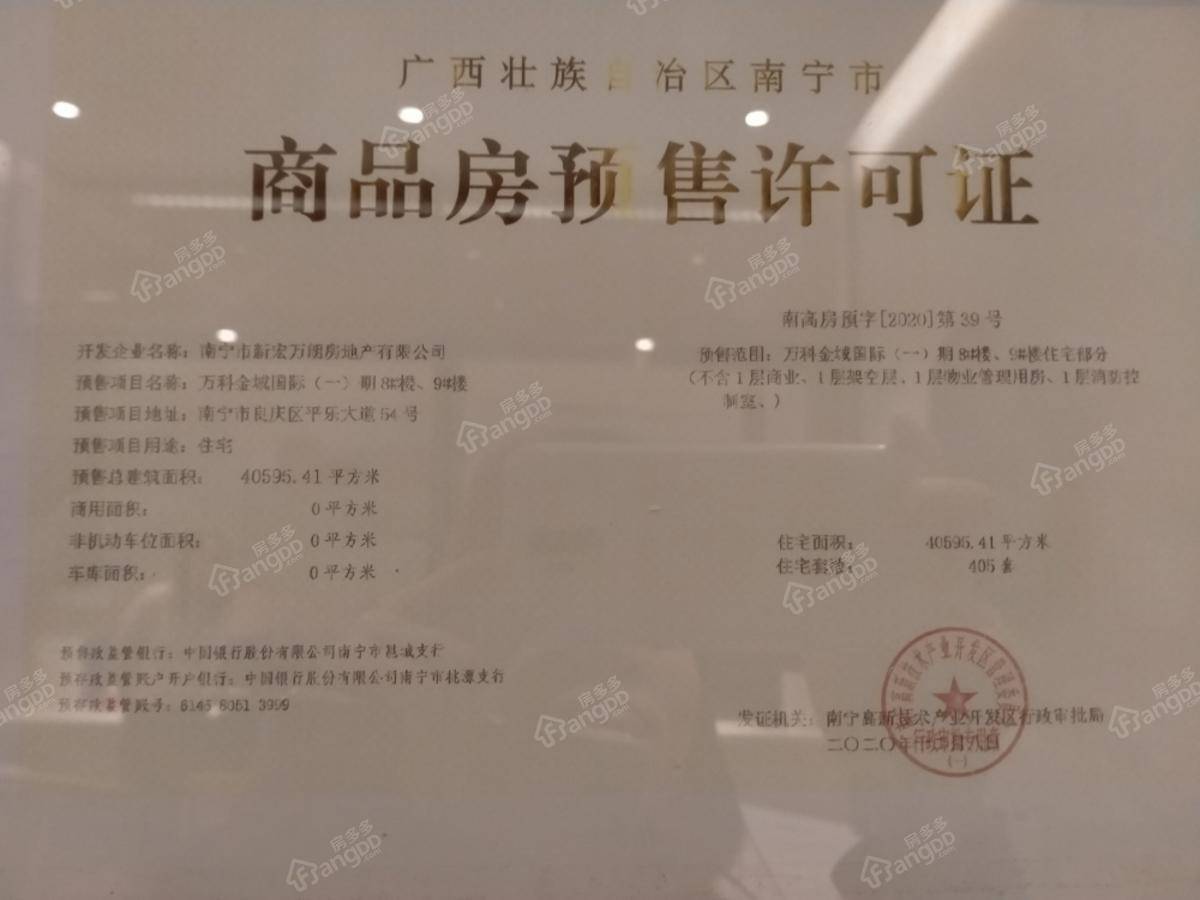 广西壮族自治区南宁市
商品房预售许可证
南高房预字[2020]第39号
开发企业名称：南宁市新宏万朗房地产有限公司
预售项目名称：万科金域国际（一）期8#楼、9#楼
预售项目地址：南宁市良庆区平乐大道54号
预售项目用途：住宅
预售总建筑面积：40595.41平方米
商用面积：0平方米
非机动车位面积：0平方米
车库面积：0平方米
预售范围：万科金域国际（一）期8#楼、9#楼住宅部分
（不含1层商业、1层架空层、1层物业管理用房、1层消防控
制室、）
住宅面积：40595.41平方米
住宅套数：405套
预存款监管银行：中国银行股份有限公司南宁市邕城支行
预存款监管账户开户银行：中国银行股份有限公司南宁市桃源支行
预存款监管账号：6145 6051 3999
发证机关：南宁高新技术产业开发区行政审批局
二〇二〇年
(一)
房多多
Fangdd.com